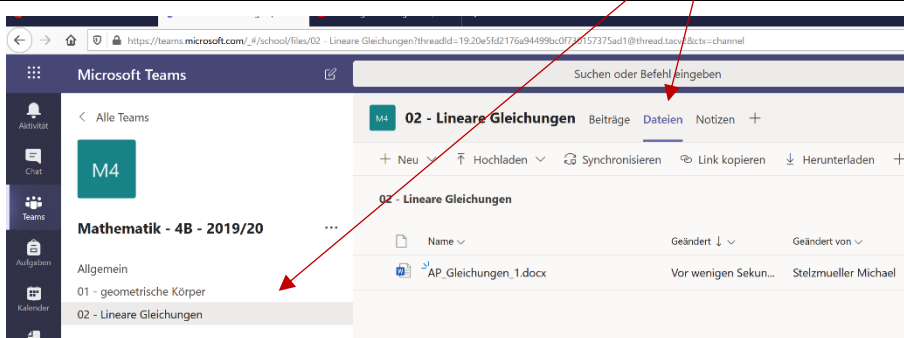 https://teams.microsoft.com/_#/school/files/02 - Lineare Gleichungen?threadId=19:20e5fd2176a94499bc0f730157375ad1@thread.tacv2&ctx=channel
Microsoft Teams
Suchen oder Befehl eingeben
Aktivität
Chat
Teams
Aufgaben
Kalender
< Alle Teams
M4
Mathematik - 4B - 2019/20
...
Allgemein
01 - geometrische Körper
02 - Lineare Gleichungen
M4 02 - Lineare Gleichungen Beiträge Dateien Notizen +
+ Neu Hochladen Synchronisieren Link kopieren Herunterladen +
02 - Lineare Gleichungen
Name Geändert ↓ Geändert von
AP_Gleichungen_1.docx Vor wenigen Sekun... Stelzmueller Michael